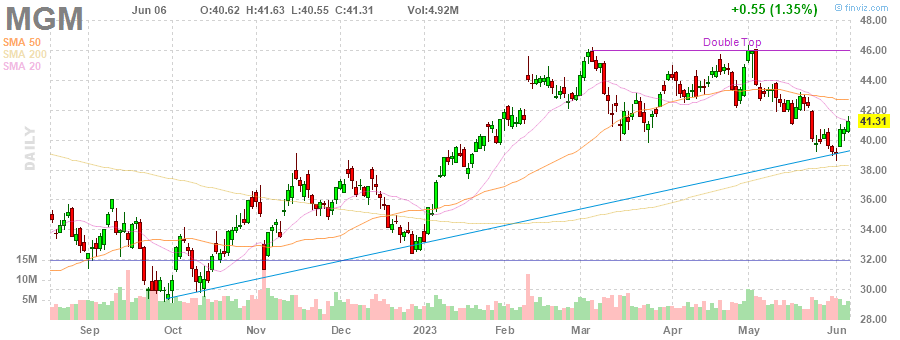 MGM Jun 06 O:40.62 H:41.63 L:40.55 C:41.31 Vol:4.92M +0.55 (1.35%) finviz.com
SMA 50
SMA 200
SMA 20
Double Top
DAILY
48.00
46.00
44.00
42.00
41.31
40.00
38.00
36.00
34.00
32.00
30.00
28.00
15M
10M
5M
Sep Oct Nov Dec 2023 Feb Mar Apr May Jun